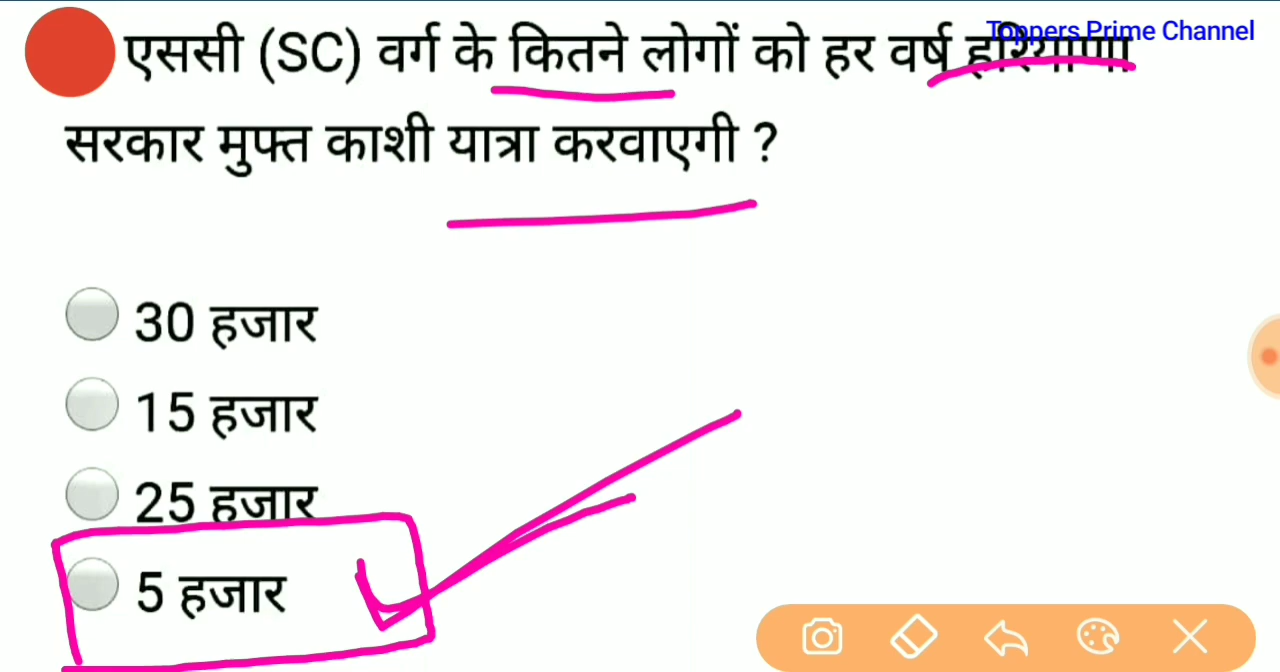 Toppers Prime Channel
एससी (SC) वर्ग के कितने लोगों को हर वर्ष हरियाणा
सरकार मुफ्त काशी यात्रा करवाएगी ?
30 हजार
15 हजार
25 हजार
5 हजार